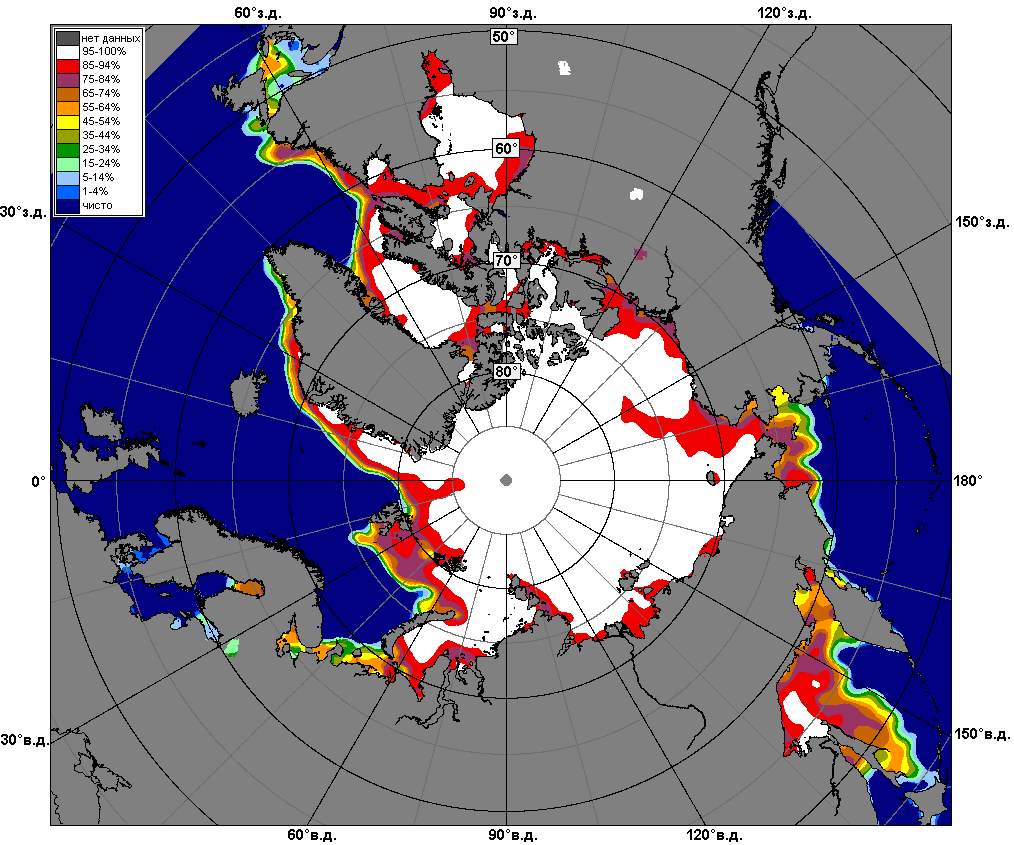 60°з.д.
90°з.д.
120°з.д.
50°
нет данных
95-100%
85-94%
75-84%
65-74%
55-64%
45-54%
35-44%
25-34%
15-24%
5-14%
1-4%
чисто
60°
30°з.д.
150°з.д.
70°
80°
0°
180°
30°в.д.
150°в.д.
60°в.д.
90°в.д.
120°в.д.